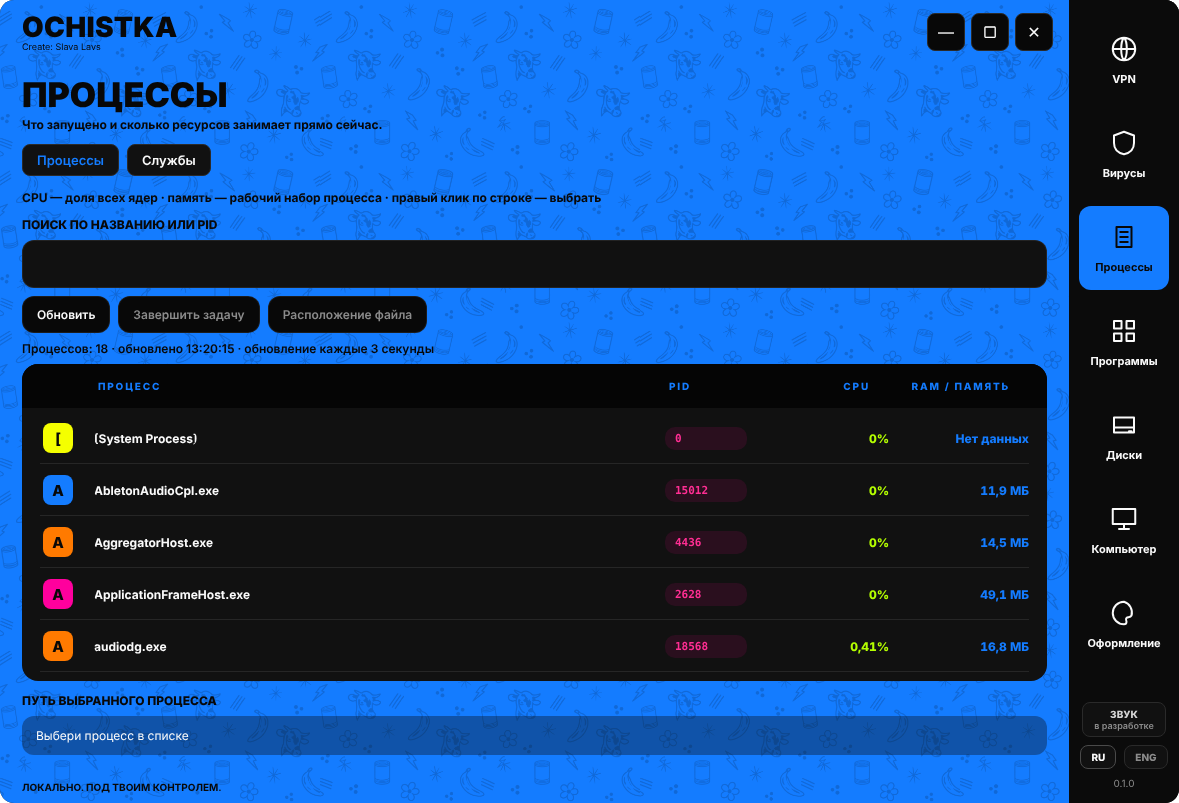 OCHISTKA
Create: Slava Lavs
ПРОЦЕССЫ
Что запущено и сколько ресурсов занимает прямо сейчас.
Процессы
Службы
CPU — доля всех ядер · память — рабочий набор процесса · правый клик по строке — выбрать
ПОИСК ПО НАЗВАНИЮ ИЛИ PID
Обновить
Завершить задачу
Расположение файла
Процессов: 18 · обновлено 13:20:15 · обновление каждые 3 секунды
ПРОЦЕСС PID CPU RAM / ПАМЯТЬ
[ (System Process) 0 0% Нет данных
A AbletonAudioCpl.exe 15012 0% 11,9 МБ
A AggregatorHost.exe 4436 0% 14,5 МБ
A ApplicationFrameHost.exe 2628 0% 49,1 МБ
A audiodg.exe 18568 0,41% 16,8 МБ
ПУТЬ ВЫБРАННОГО ПРОЦЕССА
Выбери процесс в списке
ЛОКАЛЬНО. ПОД ТВОИМ КОНТРОЛЕМ.
VPN
Вирусы
Процессы
Программы
Диски
Компьютер
Оформление
ЗВУК
в разработке
RU
ENG
0.1.0